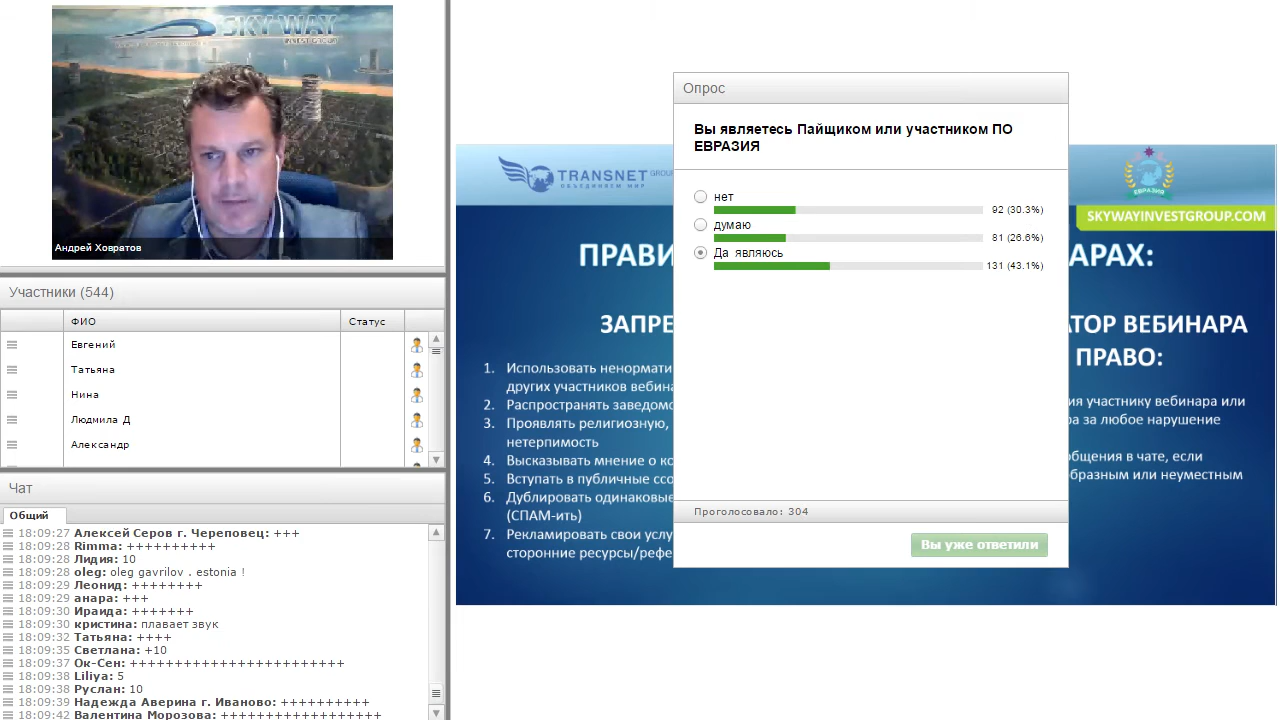 SKY WAY
INVEST GROUP
Андрей Ховратов
Участники (544)
ФИО
Статус
Евгений
Татьяна
Нина
Людмила Д
Александр
Чат
Общий
18:09:27 Алексей Серов г. Череповец: +++
18:09:28 Rimma: ++++++++++
18:09:28 Лидия: 10
18:09:28 oleg: oleg gavrilov . estonia !
18:09:29 Леонид: ++++++++
18:09:29 анара: +++
18:09:30 Ираида: +++++++
18:09:30 кристина: плавает звук
18:09:32 Татьяна: ++++
18:09:35 Светлана: +10
18:09:37 Ок-Сен: ++++++++++++++++++++++++
18:09:38 Liliya: 5
18:09:38 Руслан: 10
18:09:39 Надежда Аверина г. Иваново: ++++++++++
18:09:42 Валентина Морозова: ++++++++++++++++++
TRANSNET GROUP
ОБЪЕДИНЯЕМ МИР
ЕВРАЗИЯ
SKYWAYINVESTGROUP.COM
ПРАВИ
АРАХ:
ЗАПРЕ
1. Использовать ненормати
других участников вебина
2. Распространять заведомо
3. Проявлять религиозную,
нетерпимость
4. Высказывать мнение о ко
5. Вступать в публичные ссо
6. Дублировать одинаковые
(СПАМ-ить)
7. Рекламировать свои услу
сторонние ресурсы/рефе
АТОР ВЕБИНАРА
ПРАВО:
ия участнику вебинара или
ра за любое нарушение
общения в чате, если
образным или неуместным
Опрос
Вы являетесь Пайщиком или участником ПО
ЕВРАЗИЯ
нет
92 (30.3%)
думаю
81 (26.6%)
Да являюсь
131 (43.1%)
Проголосовало: 304
Вы уже ответили